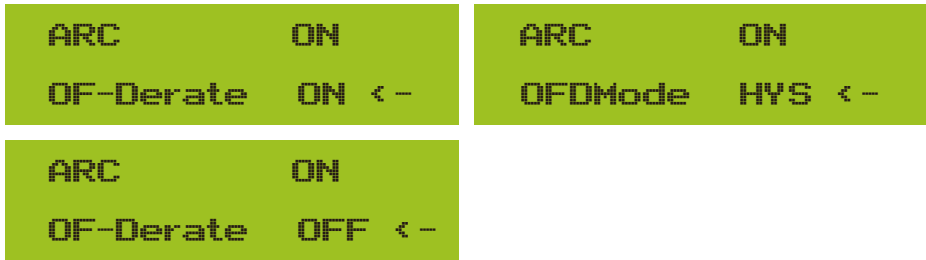 ARC ON
OF-Derate ON <-
ARC ON
OFDMode HYS <-
ARC ON
OF-Derate OFF <-